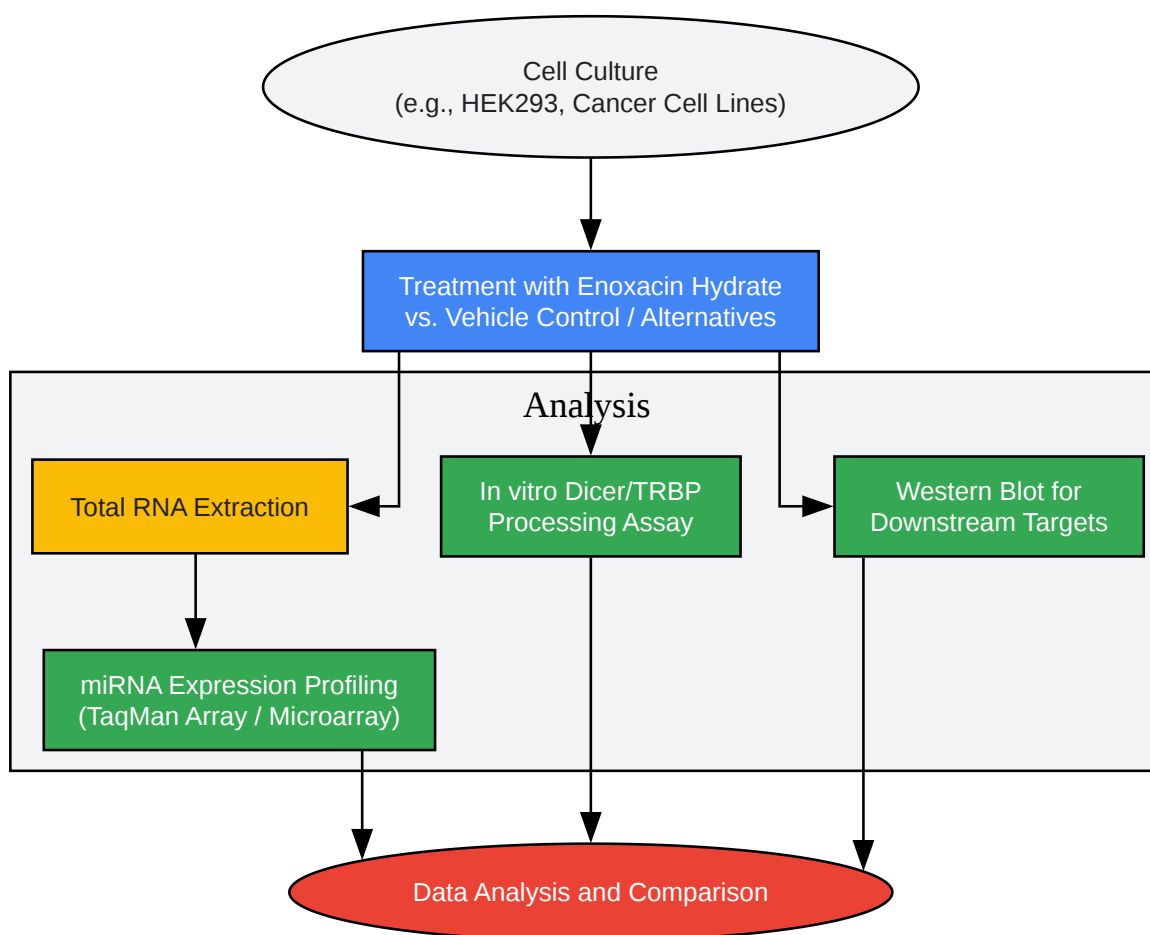 Cell Culture
(e.g., HEK293, Cancer Cell Lines)
Treatment with Enoxacin Hydrate
vs. Vehicle Control / Alternatives
Analysis
Total RNA Extraction
In vitro Dicer/TRBP
Processing Assay
Western Blot for
Downstream Targets
miRNA Expression Profiling
(TaqMan Array / Microarray)
Data Analysis and Comparison